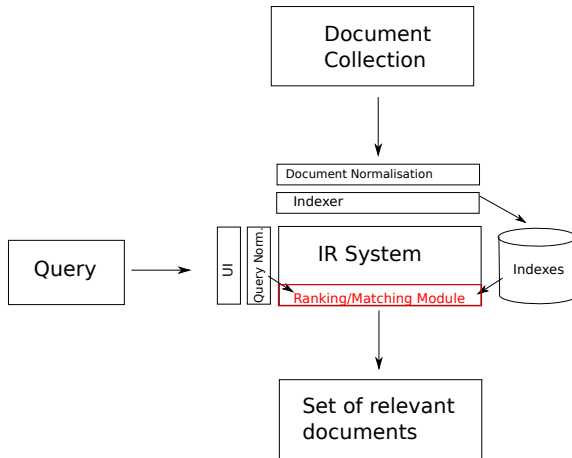 Document
Collection
Document Normalisation
Indexer
Query
UI
Query Norm.
IR System
Ranking/Matching Module
Indexes
Set of relevant
documents